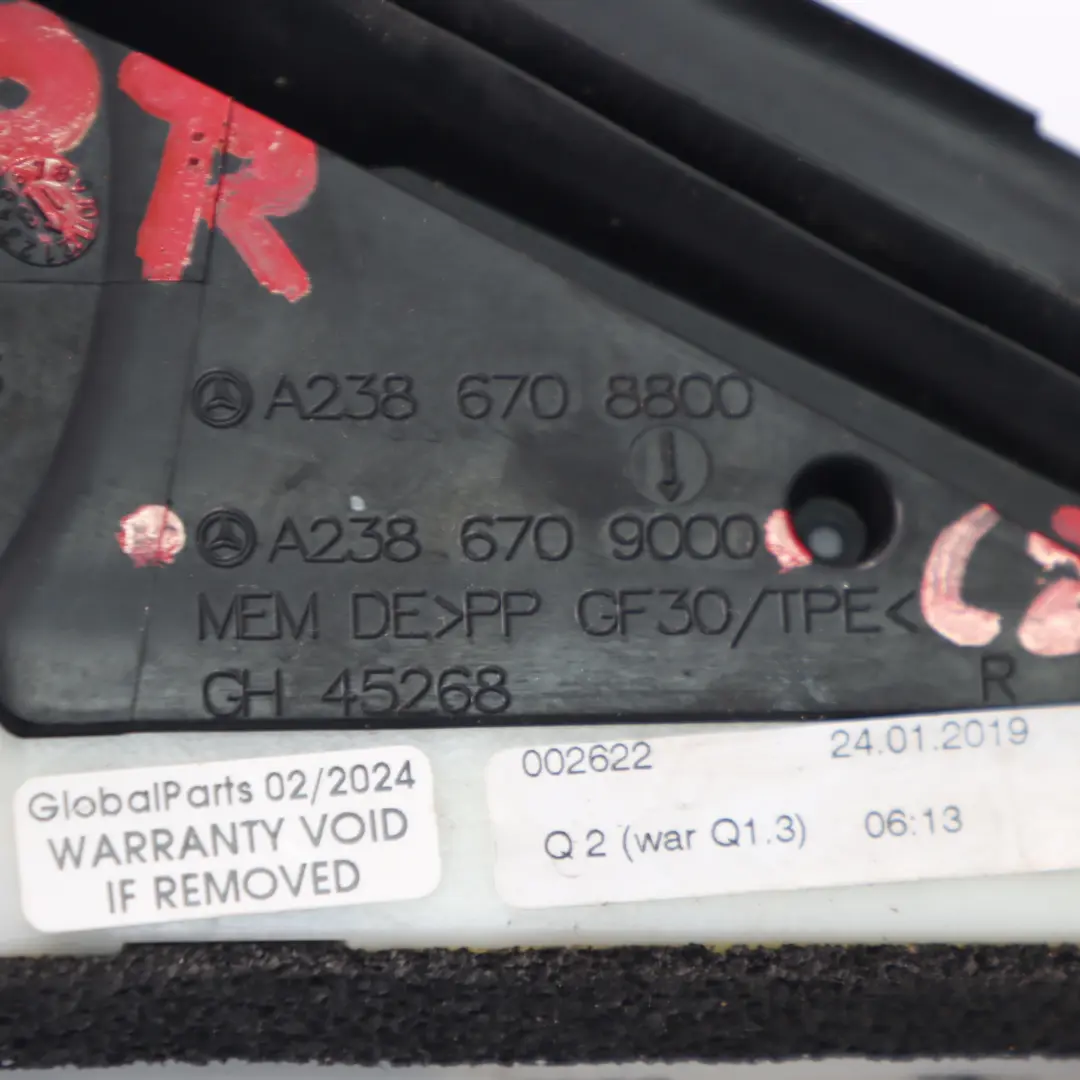 A238 670 8800
A238 670 9000
MEM DE>PP GF30/TPE<
GH 45268
R
GlobalParts 02/2024
WARRANTY VOID
IF REMOVED
002622 24.01.2019
Q 2 (war Q1.3) 06:13